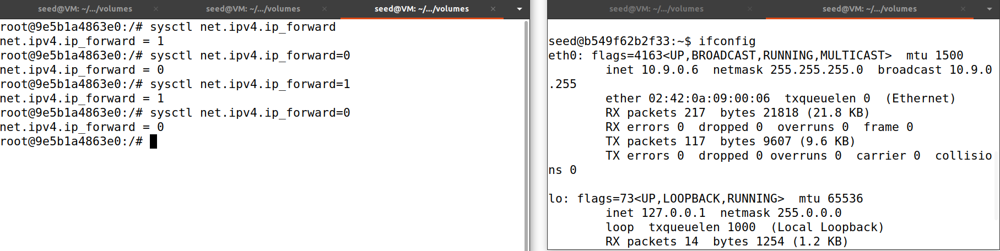 seed@VM: ~/.../volumes
seed@VM: ~/.../volumes
seed@VM: ~/.../volumes
root@9e5b1a4863e0:/# sysctl net.ipv4.ip_forward
net.ipv4.ip_forward = 1
root@9e5b1a4863e0:/# sysctl net.ipv4.ip_forward=0
net.ipv4.ip_forward = 0
root@9e5b1a4863e0:/# sysctl net.ipv4.ip_forward=1
net.ipv4.ip_forward = 1
root@9e5b1a4863e0:/# sysctl net.ipv4.ip_forward=0
net.ipv4.ip_forward = 0
root@9e5b1a4863e0:/#
seed@VM: ~/.../volumes
seed@VM: ~/.../volumes
seed@b549f62b2f33:~$ ifconfig
eth0: flags=4163<UP,BROADCAST,RUNNING,MULTICAST>  mtu 1500
        inet 10.9.0.6  netmask 255.255.255.0  broadcast 10.9.0
.255
        ether 02:42:0a:09:00:06  txqueuelen 0  (Ethernet)
        RX packets 217  bytes 21818 (21.8 KB)
        RX errors 0  dropped 0  overruns 0  frame 0
        TX packets 117  bytes 9607 (9.6 KB)
        TX errors 0  dropped 0 overruns 0  carrier 0  collisio
ns 0
lo: flags=73<UP,LOOPBACK,RUNNING>  mtu 65536
        inet 127.0.0.1  netmask 255.0.0.0
        loop  txqueuelen 1000  (Local Loopback)
        RX packets 14  bytes 1254 (1.2 KB)